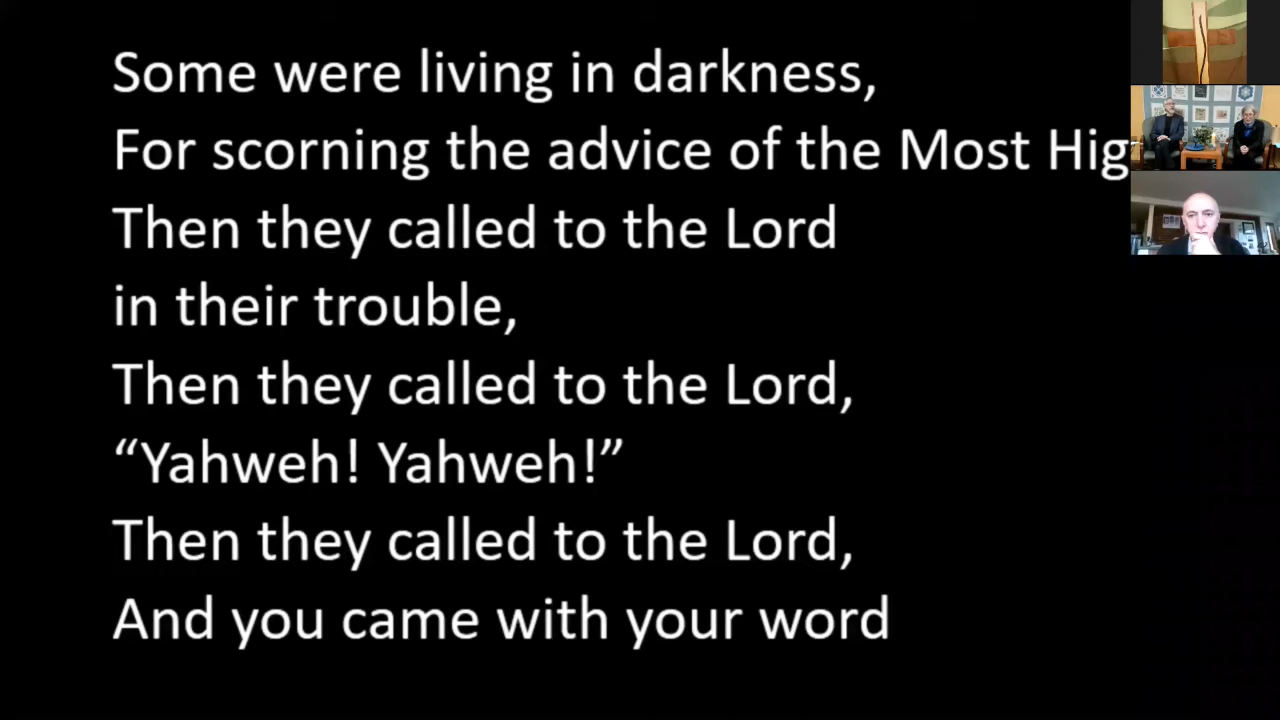 Some were living in darkness,
For scorning the advice of the Most Hig
Then they called to the Lord
in their trouble,
Then they called to the Lord,
“Yahweh! Yahweh!”
Then they called to the Lord,
And you came with your word